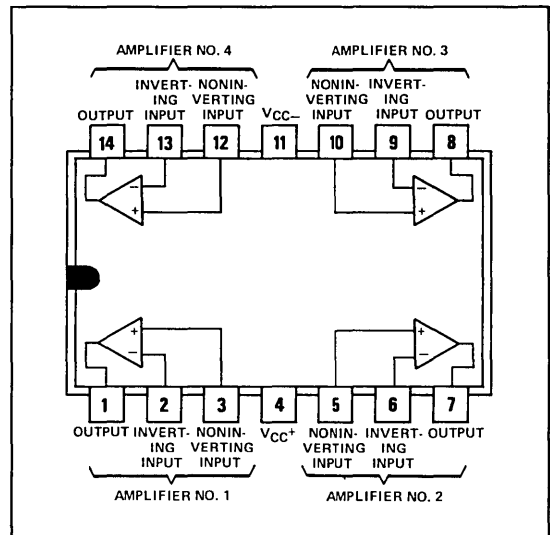 AMPLIFIER NO. 4 AMPLIFIER NO. 3
INVERT- NONIN- NONIN- INVERT-
ING VERTING VERTING ING
OUTPUT INPUT INPUT VCC− INPUT INPUT OUTPUT
14 13 12 11 10 9 8
− −
+ +
+ +
− −
1 2 3 4 5 6 7
OUTPUT INVERT- NONIN- VCC+ NONIN- INVERT- OUTPUT
ING VERTING VERTING ING
INPUT INPUT INPUT INPUT
AMPLIFIER NO. 1 AMPLIFIER NO. 2